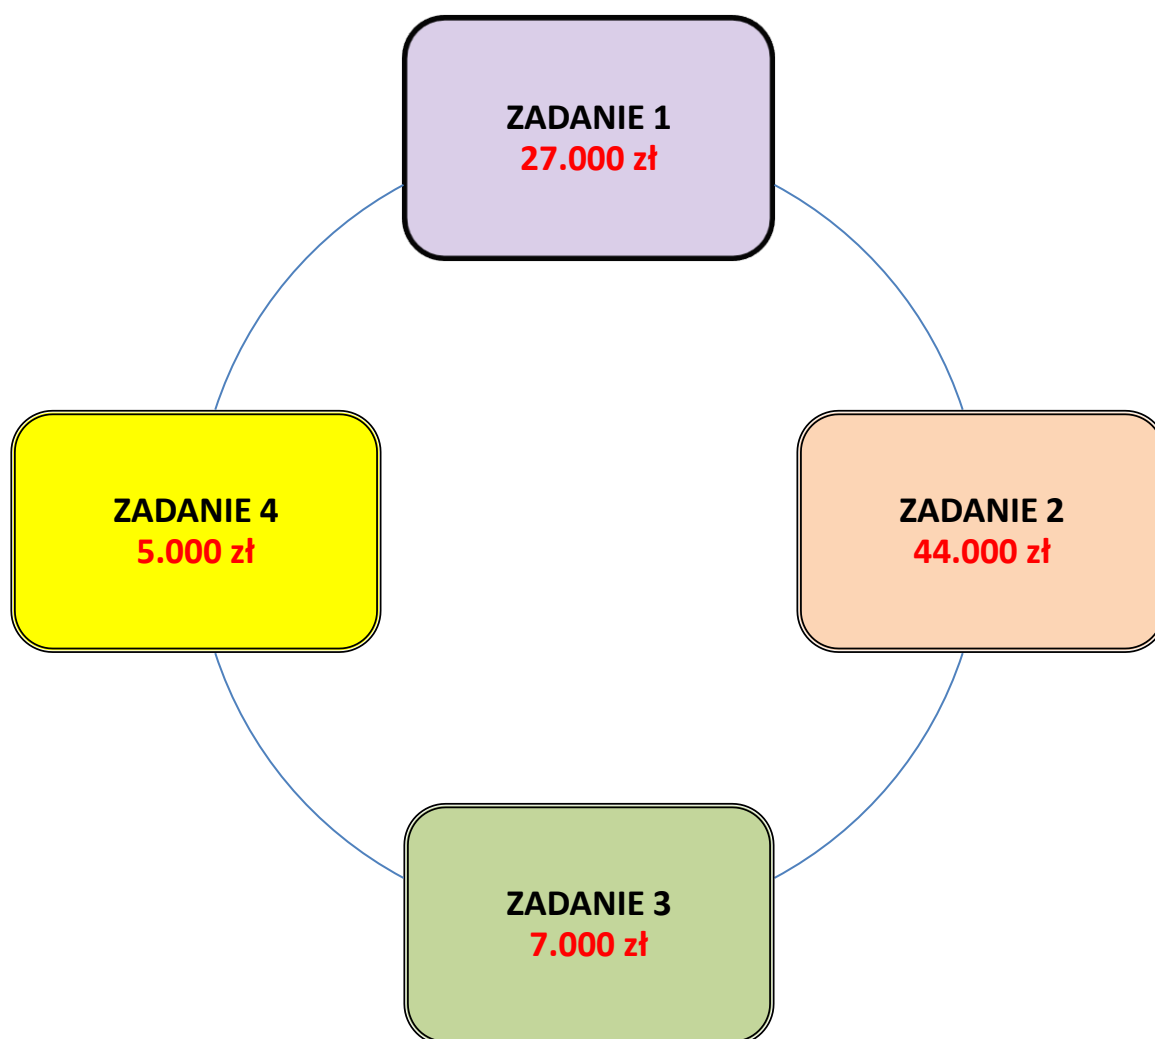 ZADANIE 1
27.000 zł
ZADANIE 2
44.000 zł
ZADANIE 3
7.000 zł
ZADANIE 4
5.000 zł